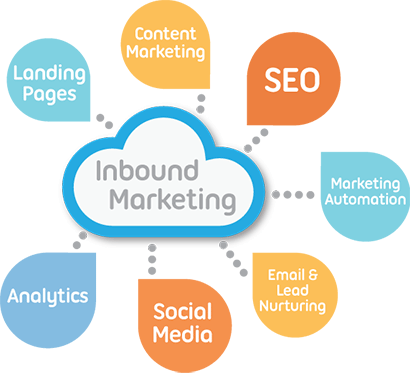 Content
Marketing
Landing
Pages
SEO
Inbound
Marketing
Marketing
Automation
Analytics
Social
Media
Email &
Lead
Nurturing